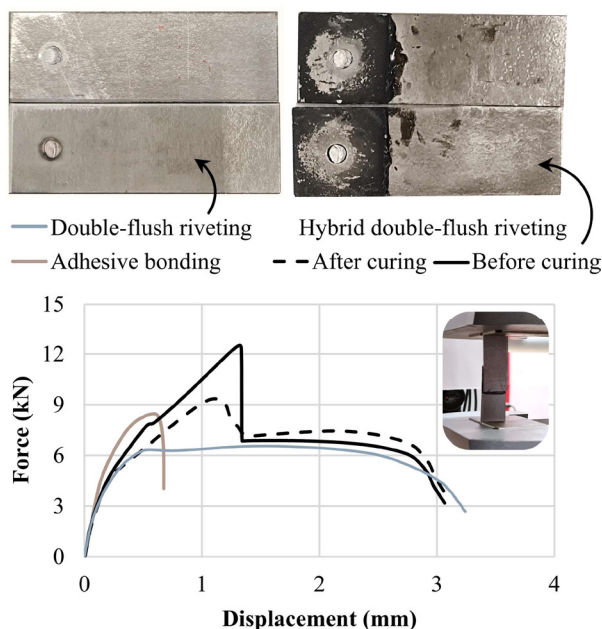 Double-flush riveting
Hybrid double-flush riveting
Adhesive bonding
After curing
Before curing
15
12
9
6
3
0
Force (kN)
0 1 2 3 4
Displacement (mm)